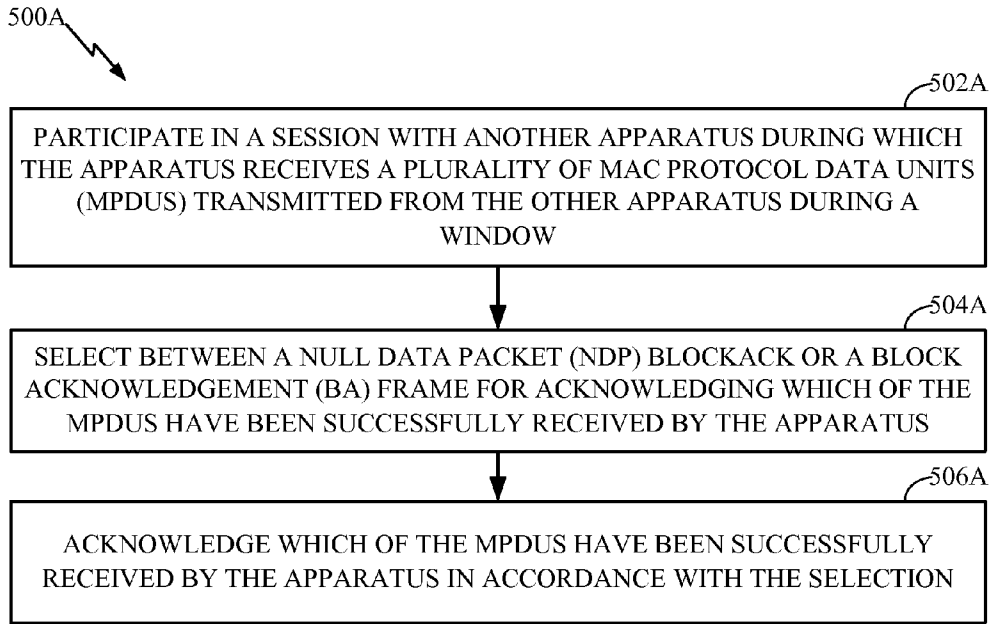 500A
502A
PARTICIPATE IN A SESSION WITH ANOTHER APPARATUS DURING WHICH
THE APPARATUS RECEIVES A PLURALITY OF MAC PROTOCOL DATA UNITS
(MPDUS) TRANSMITTED FROM THE OTHER APPARATUS DURING A
WINDOW
504A
SELECT BETWEEN A NULL DATA PACKET (NDP) BLOCKACK OR A BLOCK
ACKNOWLEDGEMENT (BA) FRAME FOR ACKNOWLEDGING WHICH OF THE
MPDUS HAVE BEEN SUCCESSFULLY RECEIVED BY THE APPARATUS
506A
ACKNOWLEDGE WHICH OF THE MPDUS HAVE BEEN SUCCESSFULLY
RECEIVED BY THE APPARATUS IN ACCORDANCE WITH THE SELECTION